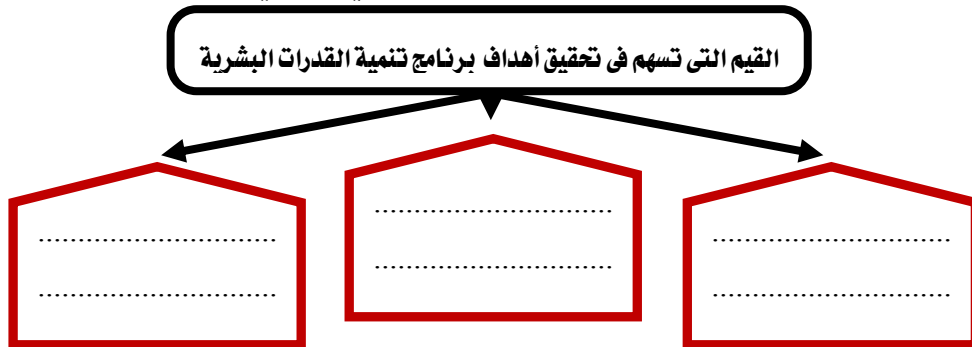 القيم التى تسهم فى تحقيق أهداف برنامج تنمية القدرات البشرية